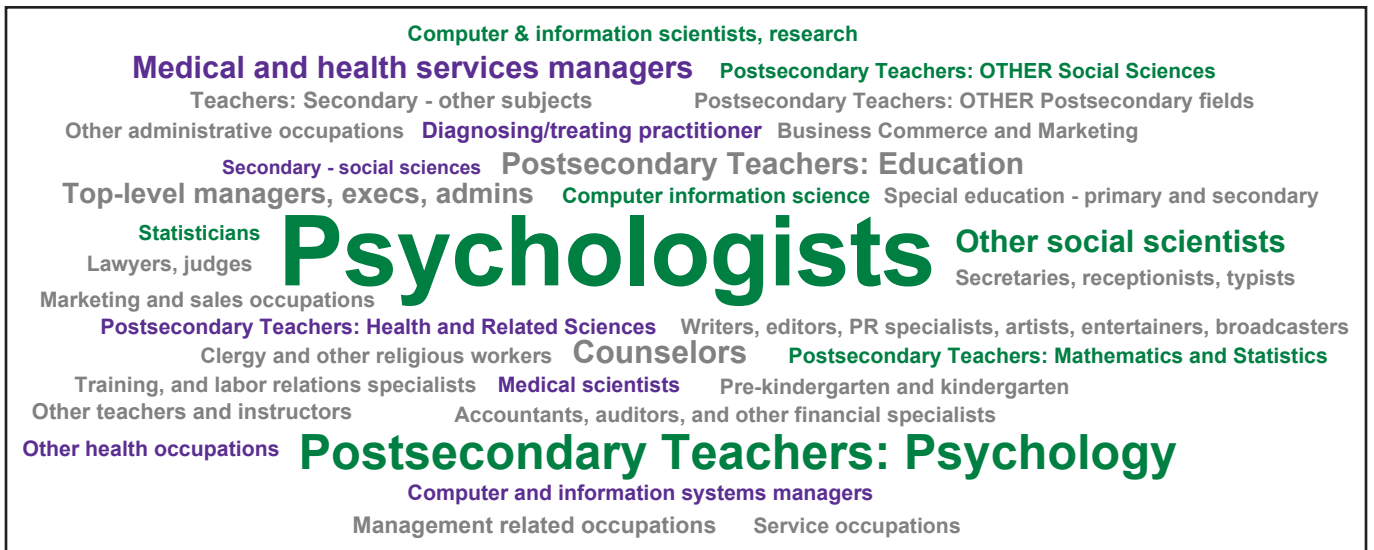 Computer & information scientists, research
Medical and health services managers Postsecondary Teachers: OTHER Social Sciences
Teachers: Secondary - other subjects Postsecondary Teachers: OTHER Postsecondary fields
Other administrative occupations Diagnosing/treating practitioner Business Commerce and Marketing
Secondary - social sciences Postsecondary Teachers: Education
Top-level managers, execs, admins Computer information science Special education - primary and secondary
Statisticians Psychologists Other social scientists
Lawyers, judges Secretaries, receptionists, typists
Marketing and sales occupations
Postsecondary Teachers: Health and Related Sciences Writers, editors, PR specialists, artists, entertainers, broadcasters
Clergy and other religious workers Counselors Postsecondary Teachers: Mathematics and Statistics
Training, and labor relations specialists Medical scientists Pre-kindergarten and kindergarten
Other teachers and instructors Accountants, auditors, and other financial specialists
Other health occupations Postsecondary Teachers: Psychology
Computer and information systems managers
Management related occupations Service occupations